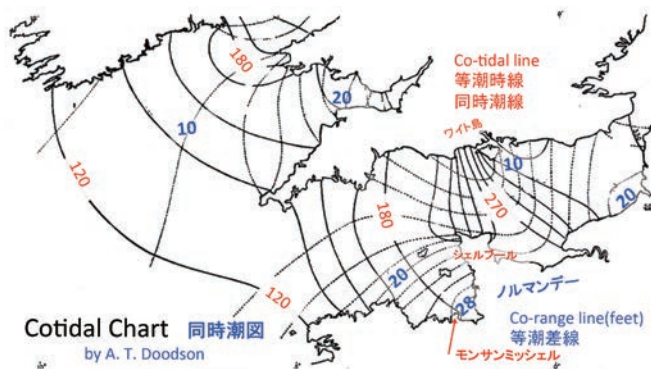 180
20
Co-tidal line
等潮時線
同時潮線
ワイト島
10
10
120
20
180
270
シェルブール
20
120
28
ノルマンデー
Cotidal Chart 同時潮図
by A. T. Doodson
Co-range line(feet)
等潮差線
モンサンミッシェル